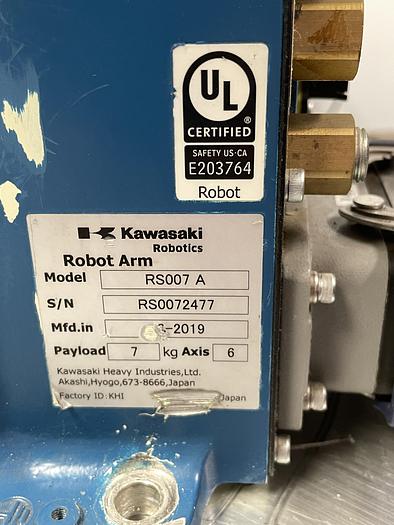 UL
®
CERTIFIED
SAFETY US·CA
E203764
Robot
Kawasaki
Robotics
Robot Arm
Model RS007 A
S/N RS0072477
Mfd.in -2019
Payload 7 kg Axis 6
Kawasaki Heavy Industries,Ltd.
Akashi,Hyogo,673-8666,Japan
Factory ID:KHI Japan